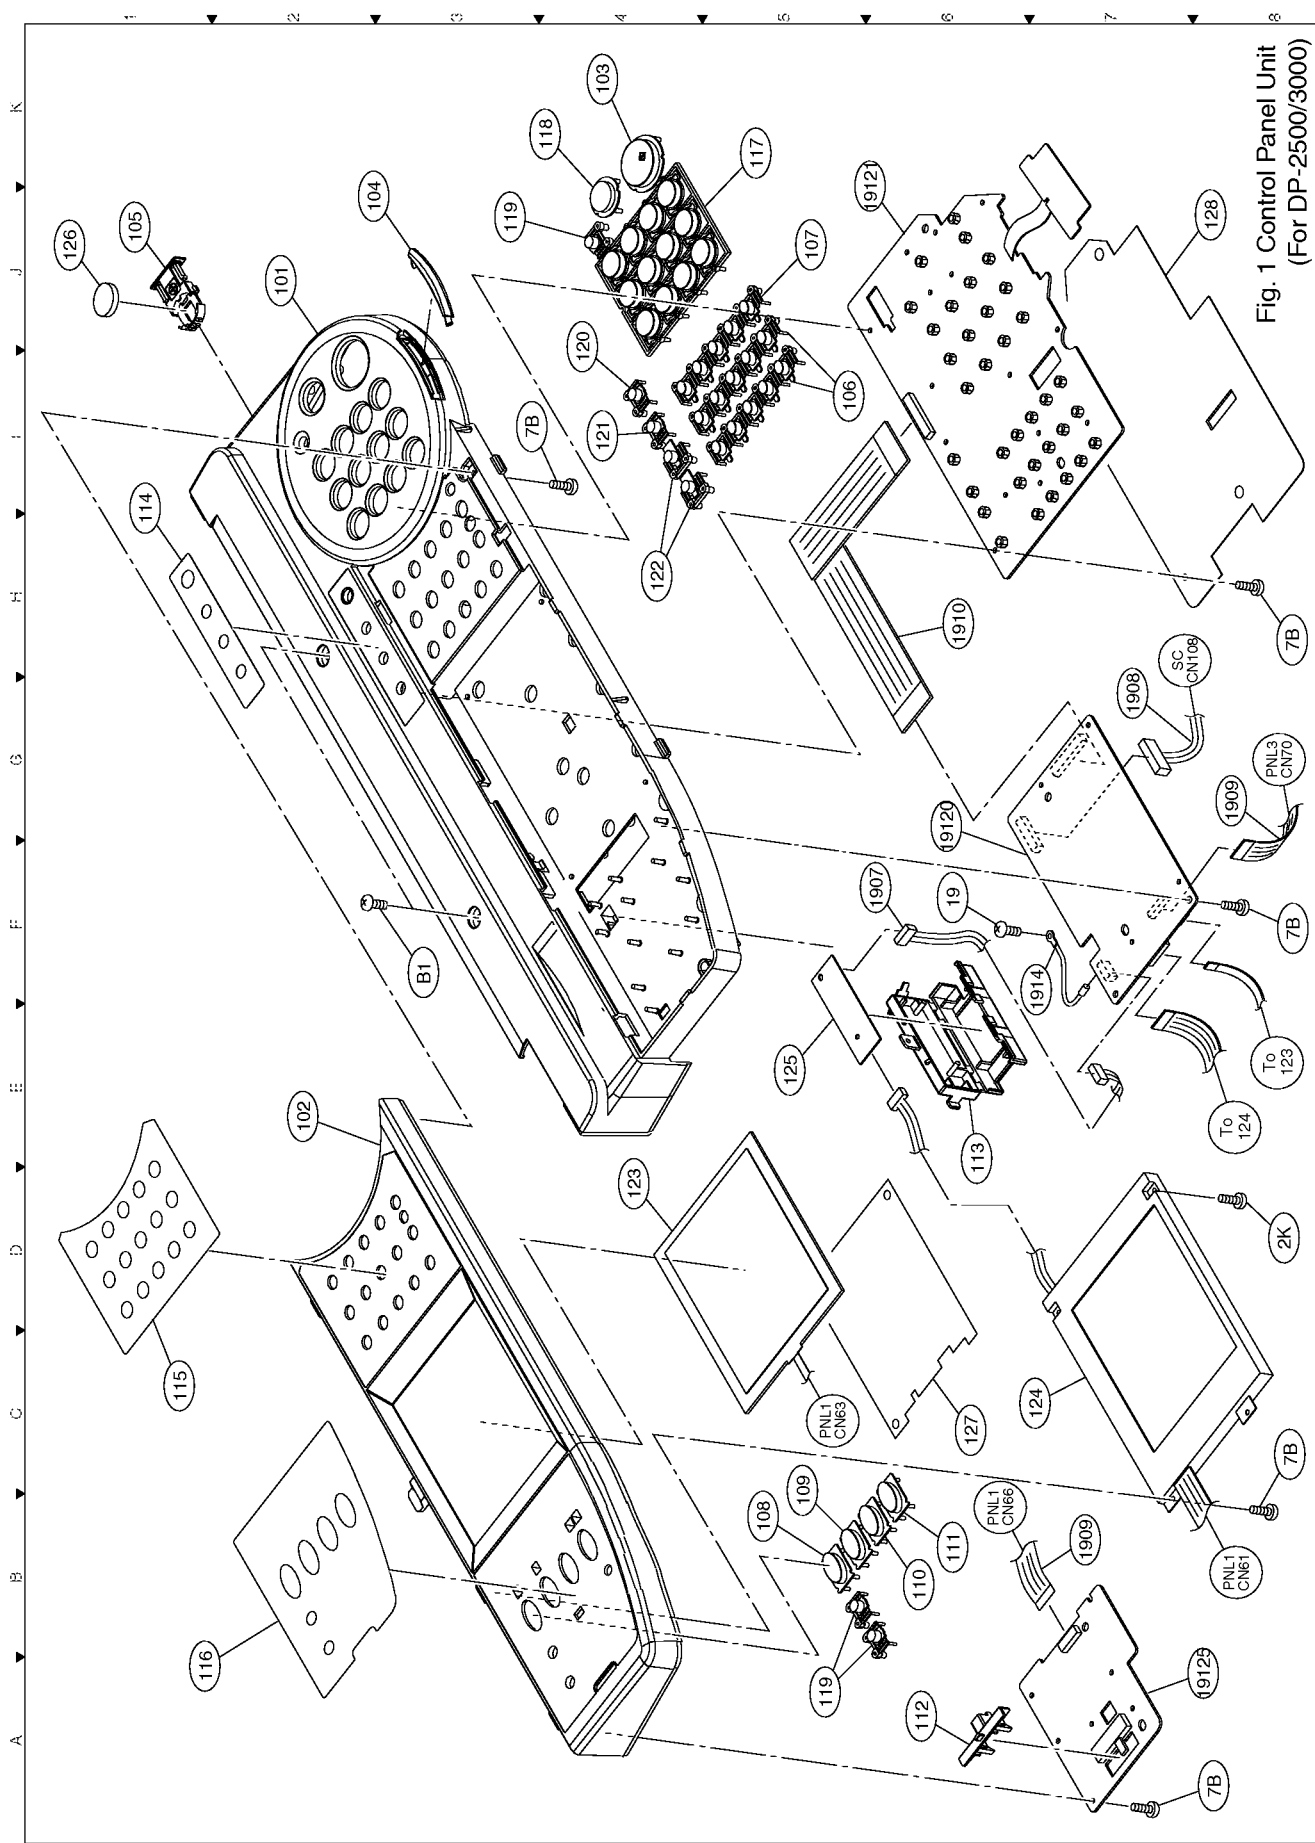 1
2
3
4
5
6
7
8
K
J
I
H
G
F
E
D
C
B
A
126
105
101
104
118
103
119
117
107
120
121
106
122
7B
114
19121
128
Fig. 1 Control Panel Unit
(For DP-2500/3000)
1910
7B
SC
CN108
1908
PNL3
CN70
1909
19120
7B
B1
1907
19
1914
125
113
To
123
To
124
102
115
116
123
PNL1
CN63
127
124
2K
7B
PNL1
CN61
108
109
110
111
119
PNL1
CN66
1909
112
19125
7B